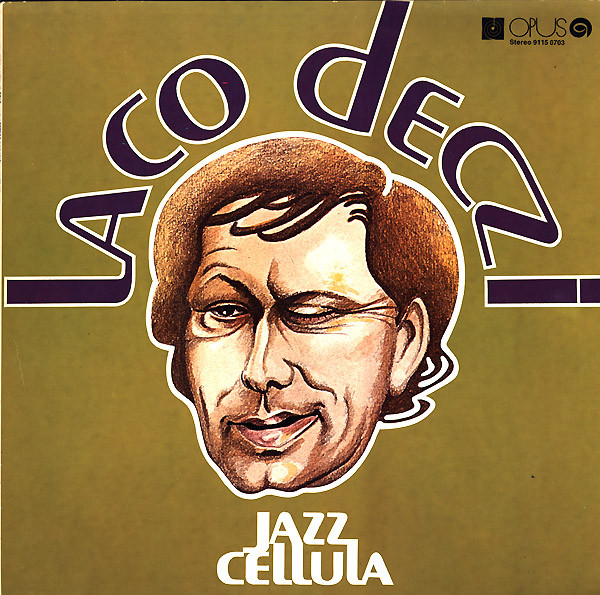 OPUS
Stereo 9115 0703
LACO dECZI
JAZZ
CELLULA